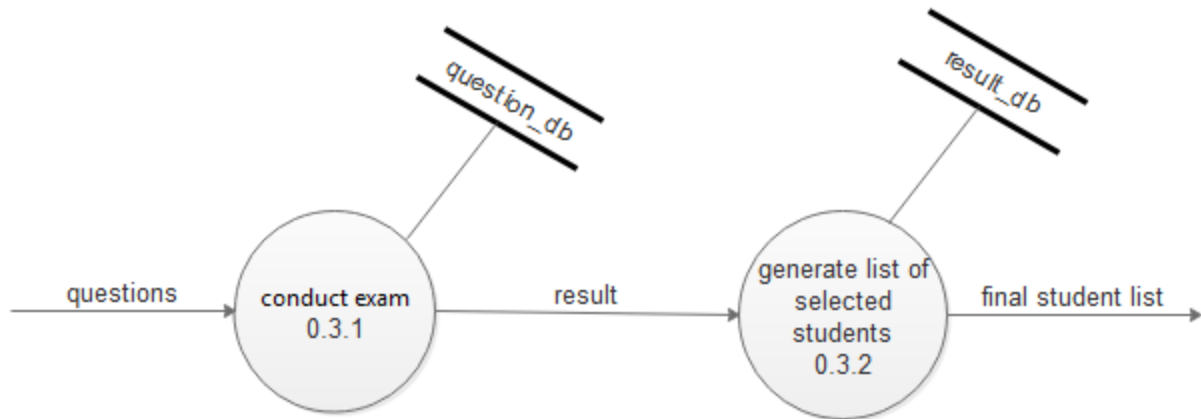 question_db
result_db
questions
conduct exam
0.3.1
result
generate list of
selected
students
0.3.2
final student list